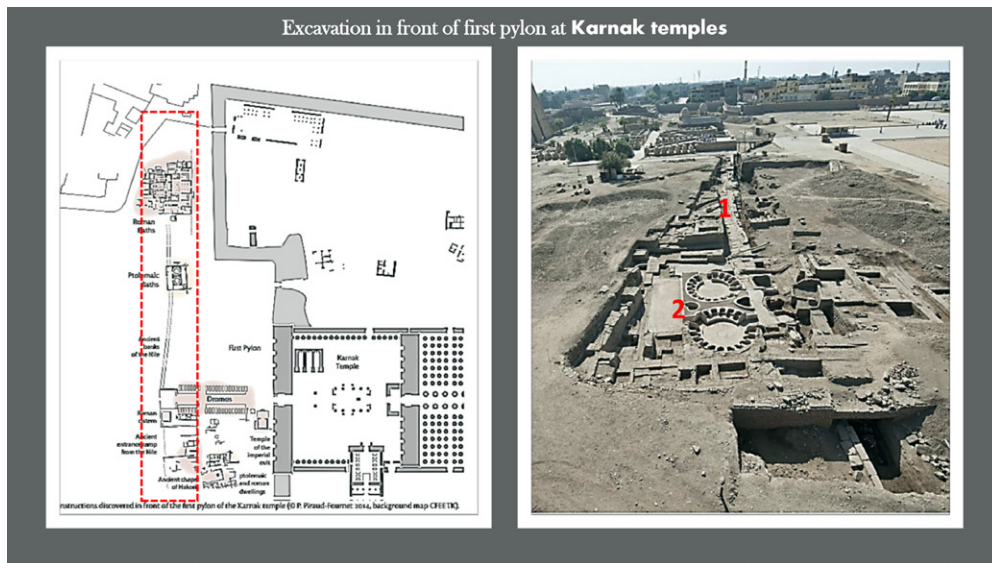 Excavation in front of first pylon at Karnak temples
Roman
Baths
Ptolemaic
Baths
Ancient
banks
of the Nile
First Pylon
Karnak
Temple
Dromos
Roman
cistern
Ancient
entrance ramp
from the Nile
Temple
of the
imperial
cult
Ancient chapel
of Hakoris
ptolemaic
and roman
dwellings
nstructions discovered in front of the first pylon of the Karnak temple (© P. Piraud-Fournet 2014, background map CFEETK).
1
2